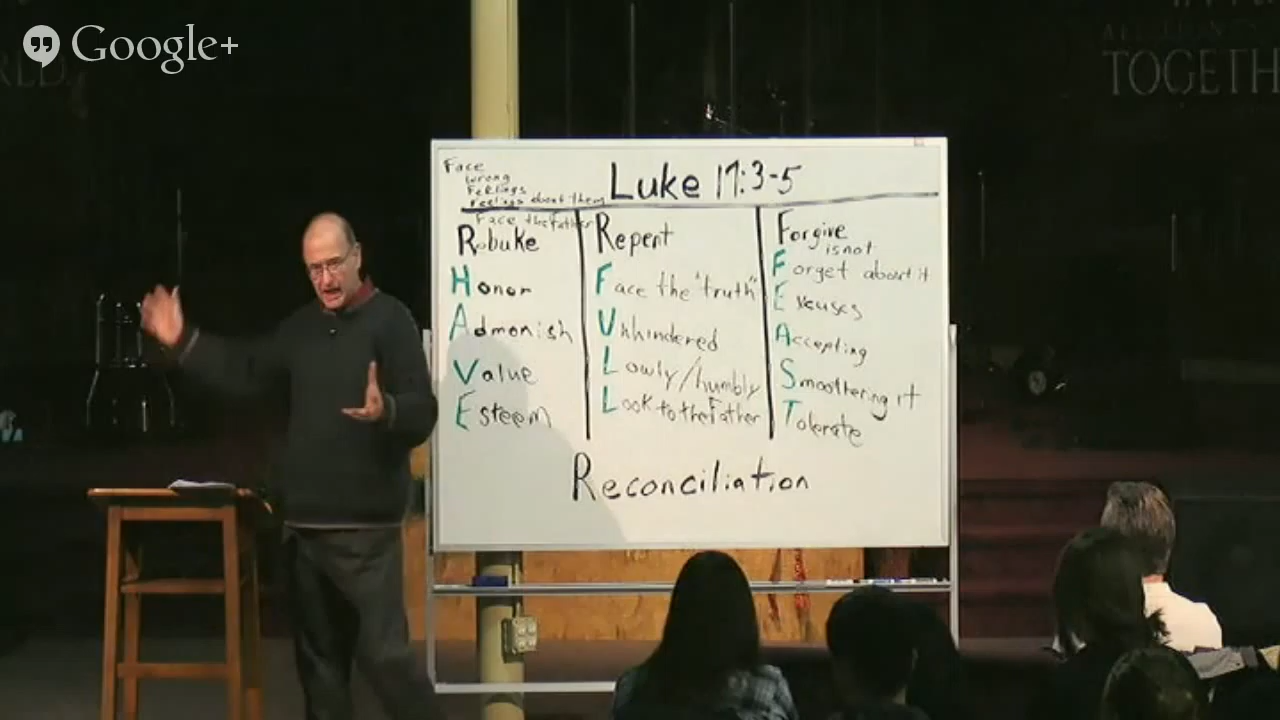 Google+
RLD.
TOGETH
Face
wrong
Feelings
Feelings about them
Face the father
Luke 17:3-5
Rebuke
Honor
Admonish
Value
Esteem
Repent
Face the "truth"
Unhindered
Lowly/humbly
Look to the Father
Forgive
is not
Forget about it
Excuses
Accepting
Smoothering it
Tolerate
Reconciliation